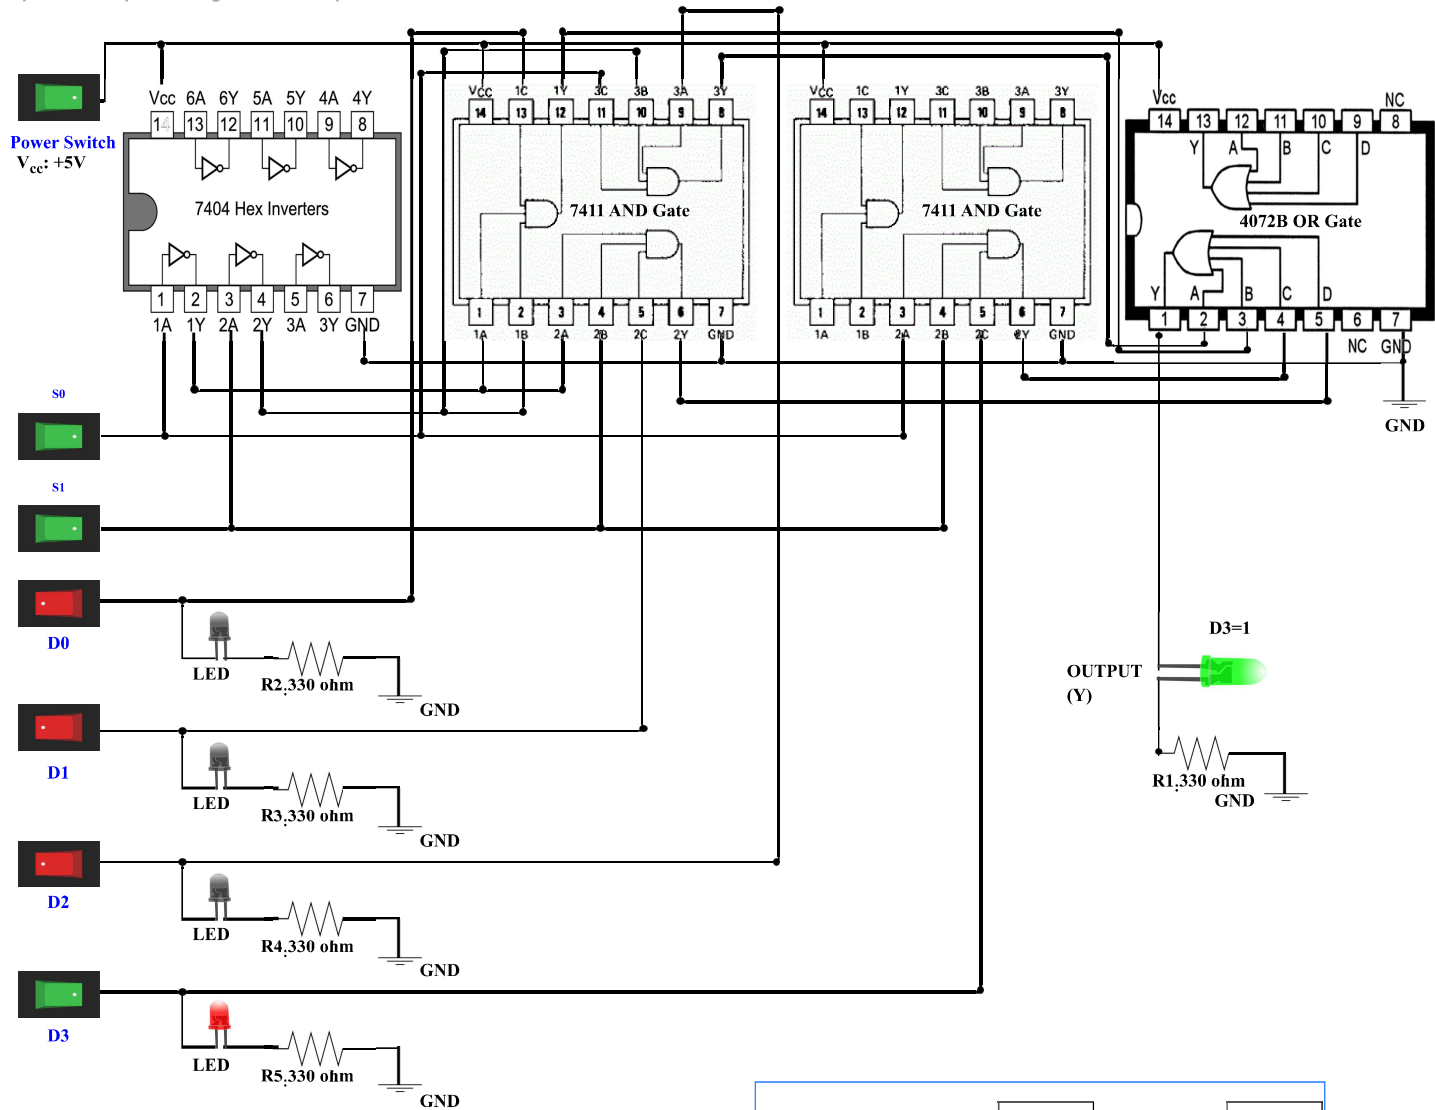 Power Switch
Vcc: +5V
Vcc 6A 6Y 5A 5Y 4A 4Y
14 13 12 11 10 9 8
7404 Hex Inverters
1 2 3 4 5 6 7
1A 1Y 2A 2Y 3A 3Y GND
Vcc 1C 1Y 3C 3B 3A 3Y
14 13 12 11 10 9 8
7411 AND Gate
1 2 3 4 5 6 7
1A 1B 2A 2B 2C 2Y GND
Vcc 1C 1Y 3C 3B 3A 3Y
14 13 12 11 10 9 8
7411 AND Gate
1 2 3 4 5 6 7
1A 1B 2A 2B 2C 2Y GND
Vcc NC
14 13 12 11 10 9 8
Y A B C D
4072B OR Gate
Y A B C D
1 2 3 4 5 6 7
NC GND
GND
S0
S1
D0
LED
R2:330 ohm
GND
D1
LED
R3:330 ohm
GND
D2
LED
R4:330 ohm
GND
D3
LED
R5:330 ohm
GND
D3=1
OUTPUT
(Y)
R1:330 ohm
GND